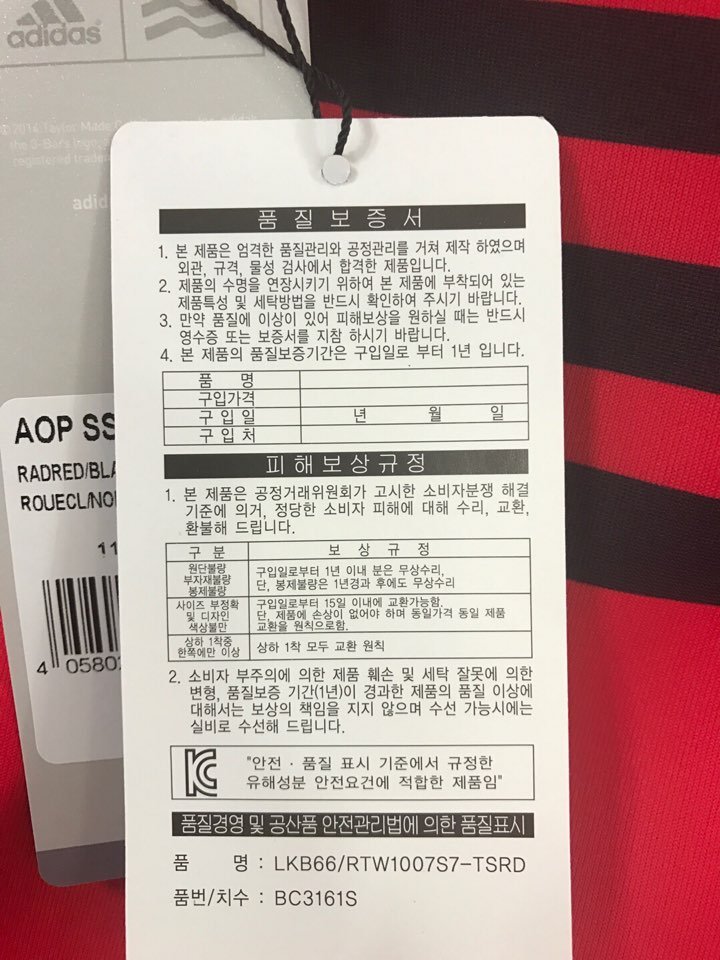 adidas
©2014 Taylor Made
the 3-Bars logo,
registered tradem
adid
AOP SS
RADRED/BLA
ROUECL/NO
11
4 05802
품 질 보 증 서
1. 본 제품은 엄격한 품질관리와 공정관리를 거쳐 제작 하였으며
외관, 규격, 물성 검사에서 합격한 제품입니다.
2. 제품의 수명을 연장시키기 위하여 본 제품에 부착되어 있는
제품특성 및 세탁방법을 반드시 확인하여 주시기 바랍니다.
3. 만약 품질에 이상이 있어 피해보상을 원하실 때는 반드시
영수증 또는 보증서를 지참 하시기 바랍니다.
4. 본 제품의 품질보증기간은 구입일로 부터 1년 입니다.
품 명
구입가격
구 입 일 년 월 일
구 입 처
피해보상규정
1. 본 제품은 공정거래위원회가 고시한 소비자분쟁 해결
기준에 의거, 정당한 소비자 피해에 대해 수리, 교환,
환불해 드립니다.
구 분 보 상 규 정
원단불량
부자재불량
봉제불량
구입일로부터 1년 이내 분은 무상수리,
단, 봉제불량은 1년경과 후에도 무상수리
사이즈 부정확
및 디자인
색상불만
구입일로부터 15일 이내에 교환가능함.
단, 제품에 손상이 없어야 하며 동일가격 동일 제품
교환을 원칙으로함.
상하 1착중
한쪽에만 이상
상하 1착 모두 교환 원칙
2. 소비자 부주의에 의한 제품 훼손 및 세탁 잘못에 의한
변형, 품질보증 기간(1년)이 경과한 제품의 품질 이상에
대해서는 보상의 책임을 지지 않으며 수선 가능시에는
실비로 수선해 드립니다.
"안전 · 품질 표시 기준에서 규정한
유해성분 안전요건에 적합한 제품임"
품질경영 및 공산품 안전관리법에 의한 품질표시
품 명 : LKB66/RTW1007S7-TSRD
품번/치수 : BC3161S